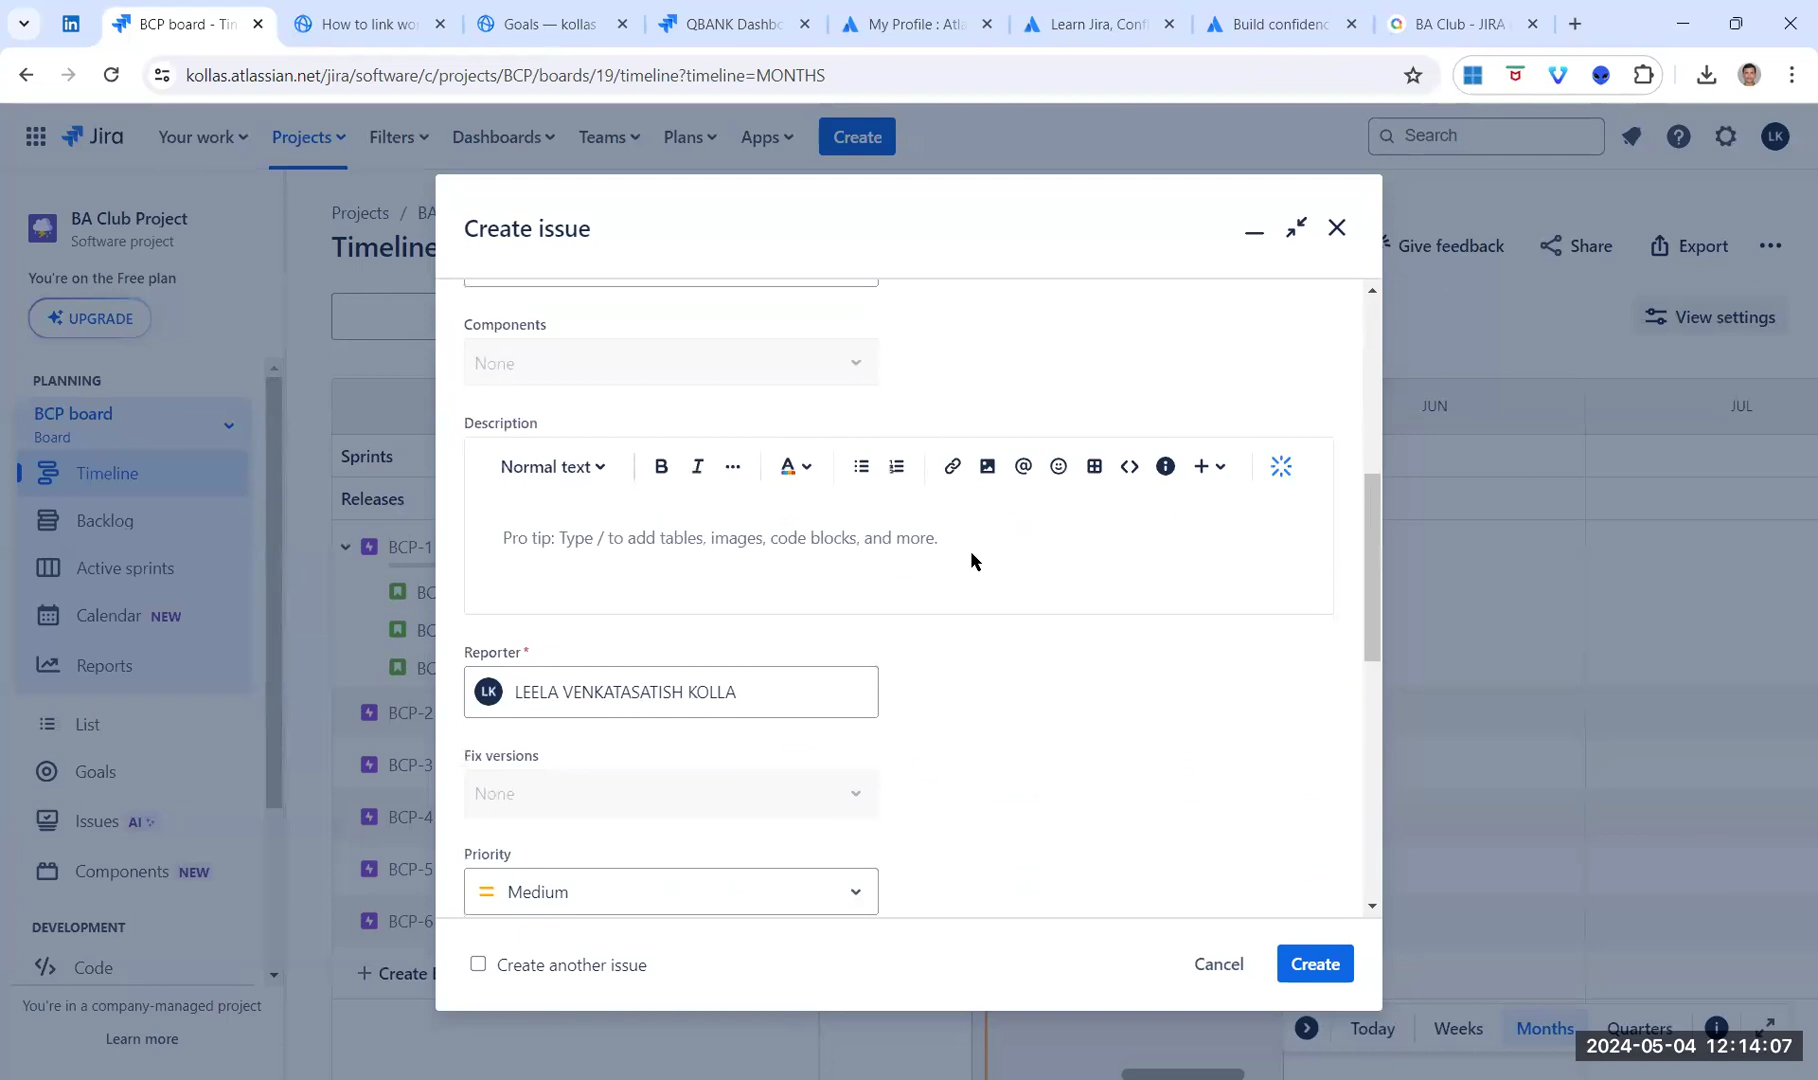 BCP board - Tim
How to link wo
Goals — kollas
QBANK Dashbo
My Profile : Atla
Learn Jira, Confl
Build confidenc
BA Club - JIRA
kollas.atlassian.net/jira/software/c/projects/BCP/boards/19/timeline?timeline=MONTHS
Jira
Your work
Projects
Filters
Dashboards
Teams
Plans
Apps
Create
Search
LK
BA Club Project
Software project
You're on the Free plan
UPGRADE
PLANNING
BCP board
Board
Timeline
Backlog
Active sprints
Calendar NEW
Reports
List
Goals
Issues AI
Components NEW
DEVELOPMENT
Code
You're in a company-managed project
Learn more
Projects / BA
Timeline
Give feedback
Share
Export
View settings
JUN
JUL
Sprints
Releases
BCP-1
BC
BC
BC
BCP-2
BCP-3
BCP-4
BCP-5
BCP-6
+ Create E
Create issue
Components
None
Description
Normal text
B
I
A
Pro tip: Type / to add tables, images, code blocks, and more.
Reporter*
LK LEELA VENKATASATISH KOLLA
Fix versions
None
Priority
Medium
Create another issue
Cancel
Create
Today
Weeks
Months
Quarters
2024-05-04 12:14:07